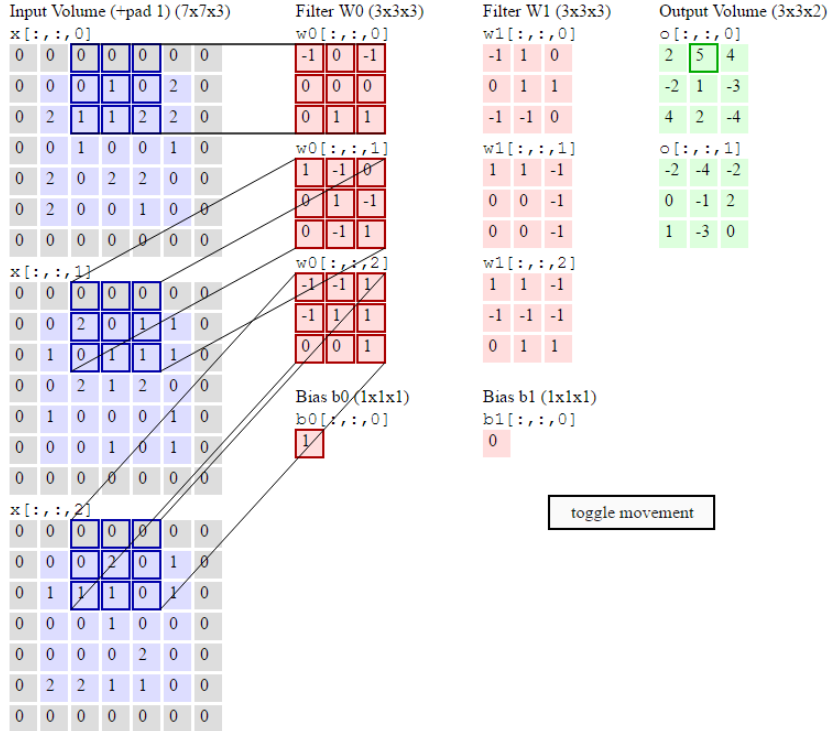 Input Volume (+pad 1) (7x7x3) Filter W0 (3x3x3) Filter W1 (3x3x3) Output Volume (3x3x2)
x[:,:,0] w0[:,:,0] w1[:,:,0] o[:,:,0]
0 0 0 0 0 0 0 -1 0 -1 -1 1 0 2 5 4
0 0 0 1 0 2 0 0 0 0 0 1 1 -2 1 -3
0 2 1 1 2 2 0 0 1 1 -1 -1 0 4 2 -4
0 0 1 0 0 1 0 w0[:,:,1] w1[:,:,1] o[:,:,1]
0 2 0 2 2 0 0 1 -1 0 1 1 -1 -2 -4 -2
0 2 0 0 1 0 0 0 1 -1 0 0 -1 0 -1 2
0 0 0 0 0 0 0 0 -1 1 0 0 -1 1 -3 0
x[:,:,1] w0[:,:,2] w1[:,:,2]
0 0 0 0 0 0 0 -1 -1 1 1 1 -1
0 0 2 0 1 1 0 -1 1 1 -1 -1 -1
0 1 0 1 1 1 0 0 0 1 0 1 1
0 0 2 1 2 0 0
0 1 0 0 0 1 0 Bias b0 (1x1x1) Bias b1 (1x1x1)
b0[:,:,0] b1[:,:,0]
0 0 0 1 0 1 0 1 0
0 0 0 0 0 0 0
x[:,:,2] toggle movement
0 0 0 0 0 0 0
0 0 0 2 0 1 0
0 1 1 1 0 1 0
0 0 0 1 0 0 0
0 0 0 0 2 0 0
0 2 2 1 1 0 0
0 0 0 0 0 0 0